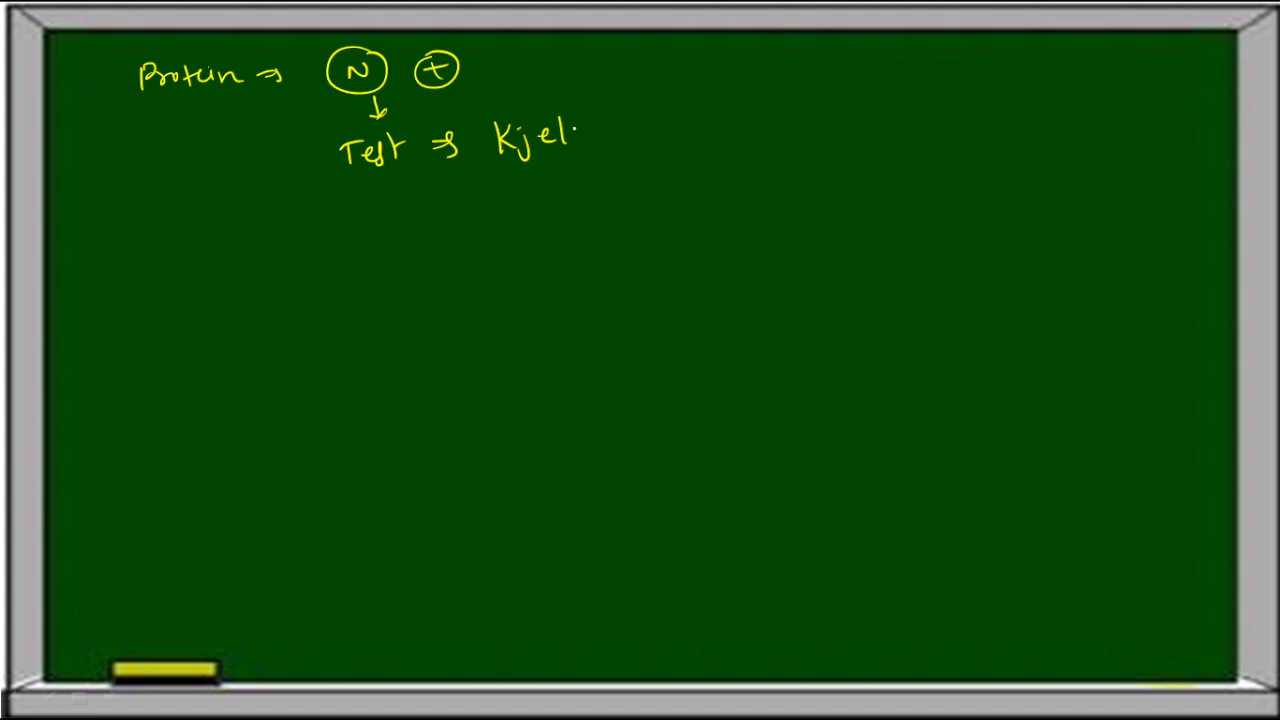 Protein ⇒ N +
↓
Test ⇒ Kjel